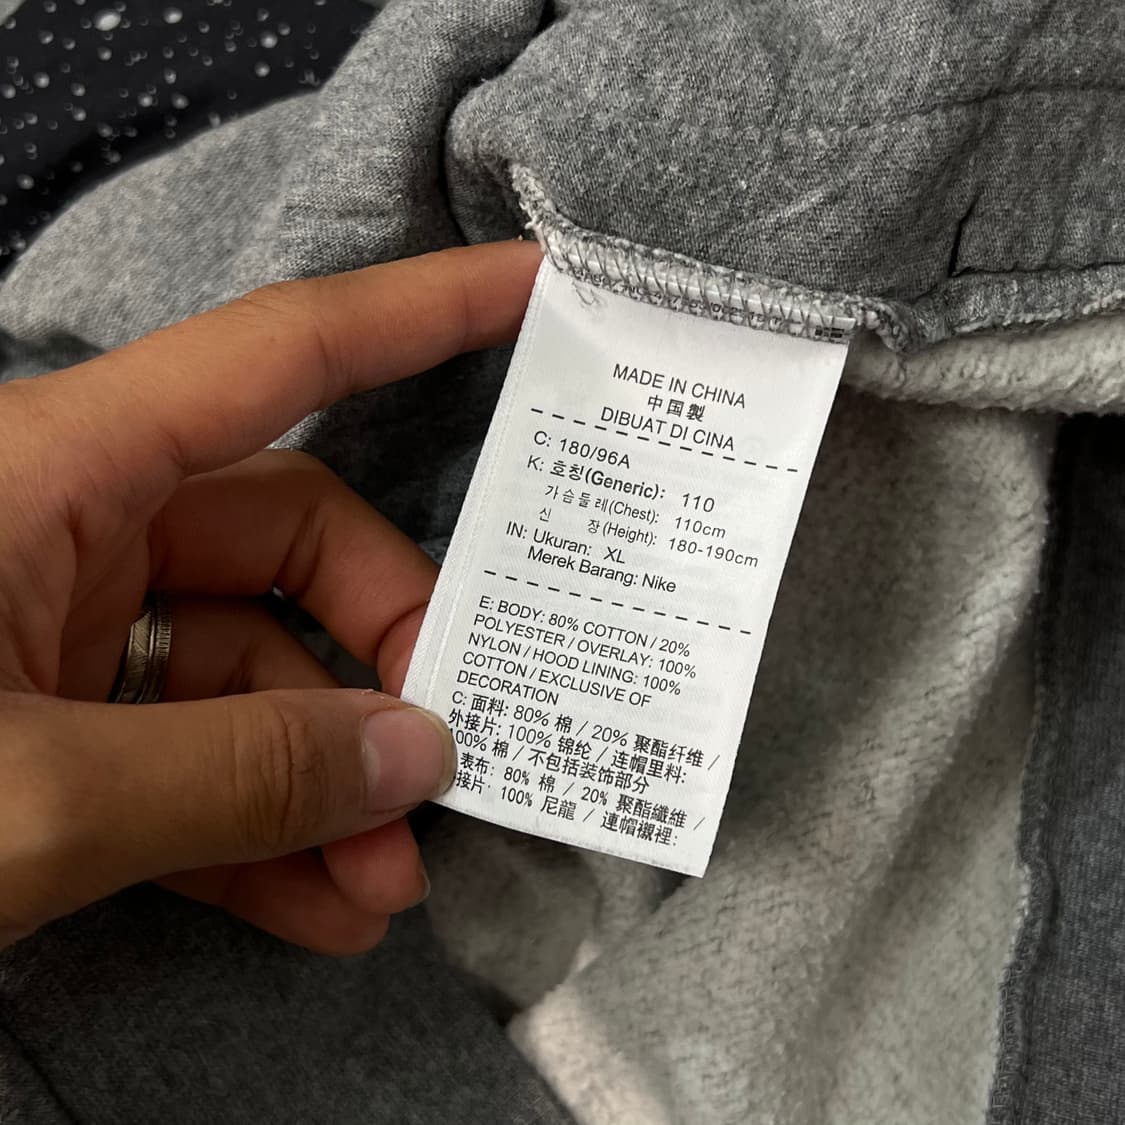 MADE IN CHINA
中国製
DIBUAT DI CINA
C: 180/96A
K: 호칭(Generic): 110
가슴둘레(Chest): 110cm
신 장(Height): 180-190cm
IN: Ukuran: XL
Merek Barang: Nike
E: BODY: 80% COTTON / 20%
POLYESTER / OVERLAY: 100%
NYLON / HOOD LINING: 100%
COTTON / EXCLUSIVE OF
DECORATION
C: 面料: 80% 棉 / 20% 聚酯纤维 /
外接片: 100% 锦纶 / 连帽里料:
100% 棉 / 不包括装饰部分
表布: 80% 棉 / 20% 聚酯纖維 /
接片: 100% 尼龍 / 連帽襯裡: